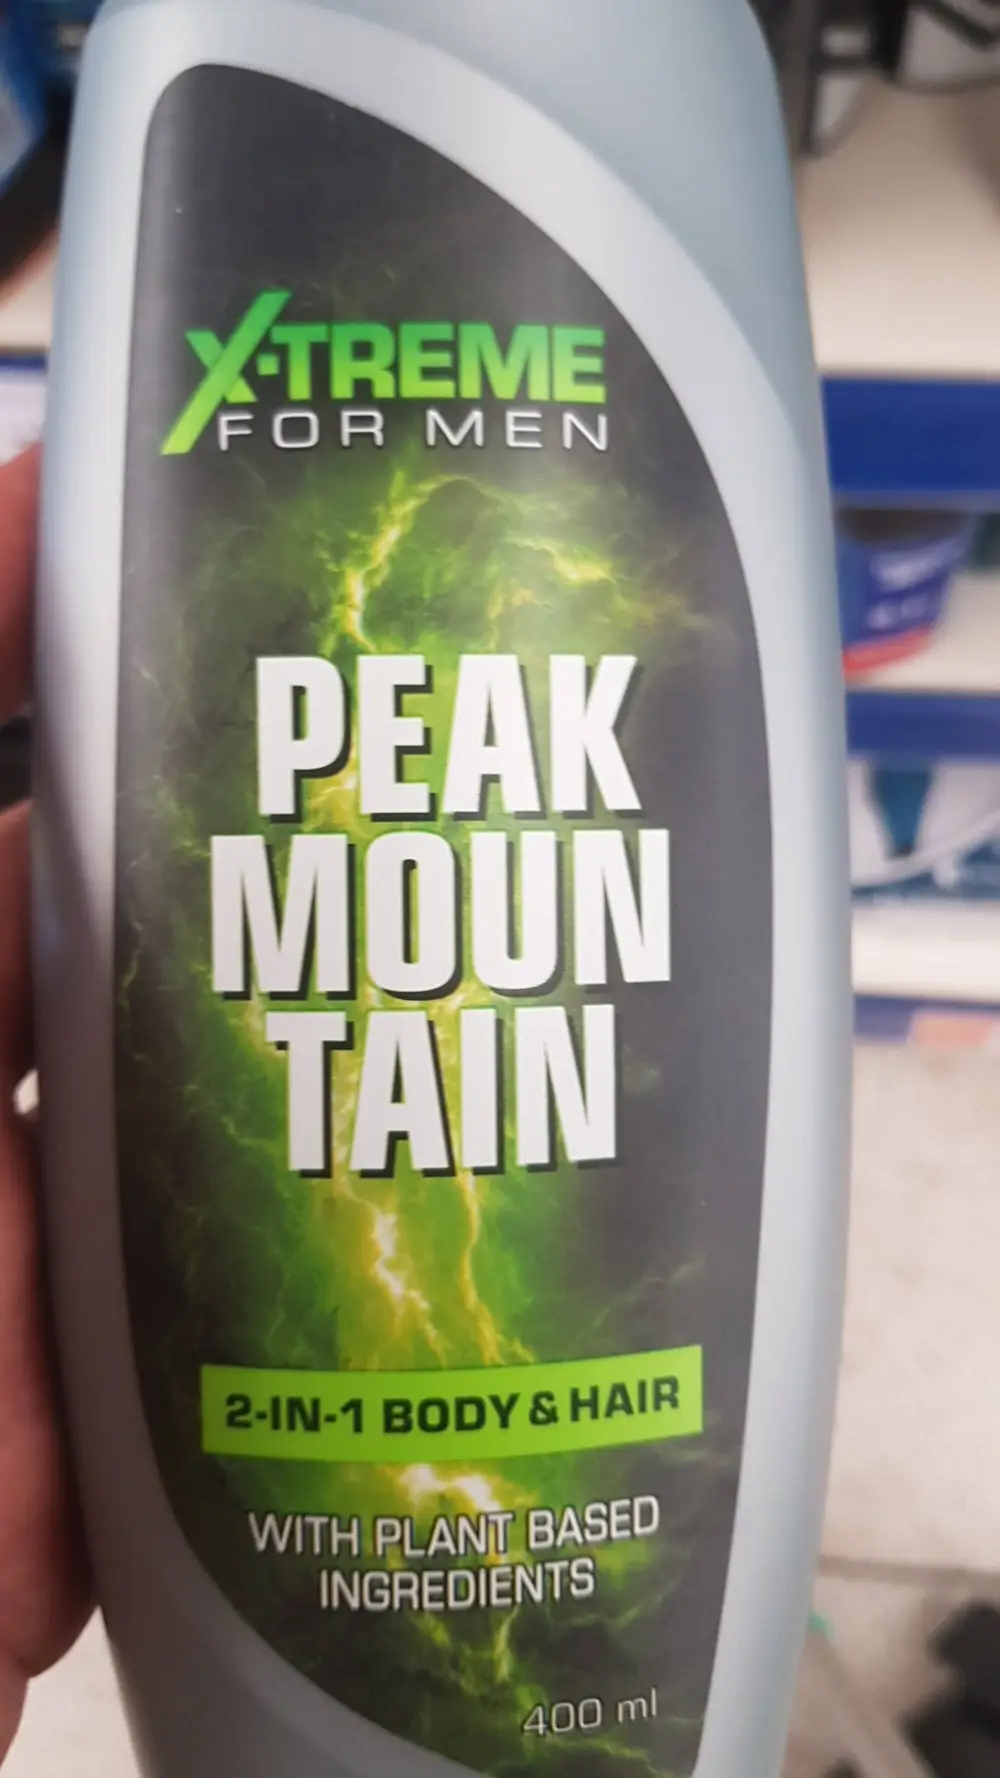 X-TREME
FOR MEN
PEAK
MOUN
TAIN
2-IN-1 BODY & HAIR
WITH PLANT BASED
INGREDIENTS
400 ml